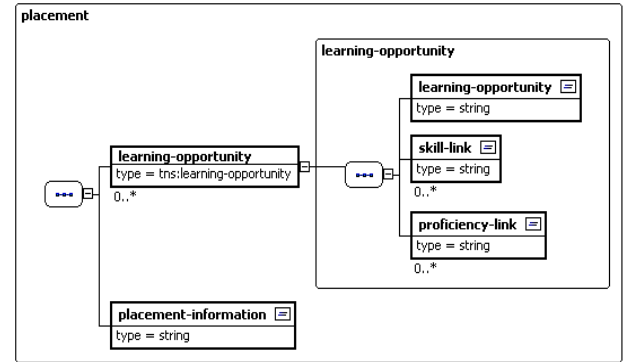 placement
learning-opportunity
learning-opportunity
type = string
skill-link
type = string
0..*
proficiency-link
type = string
0..*
learning-opportunity
type = tns:learning-opportunity
0..*
placement-information
type = string